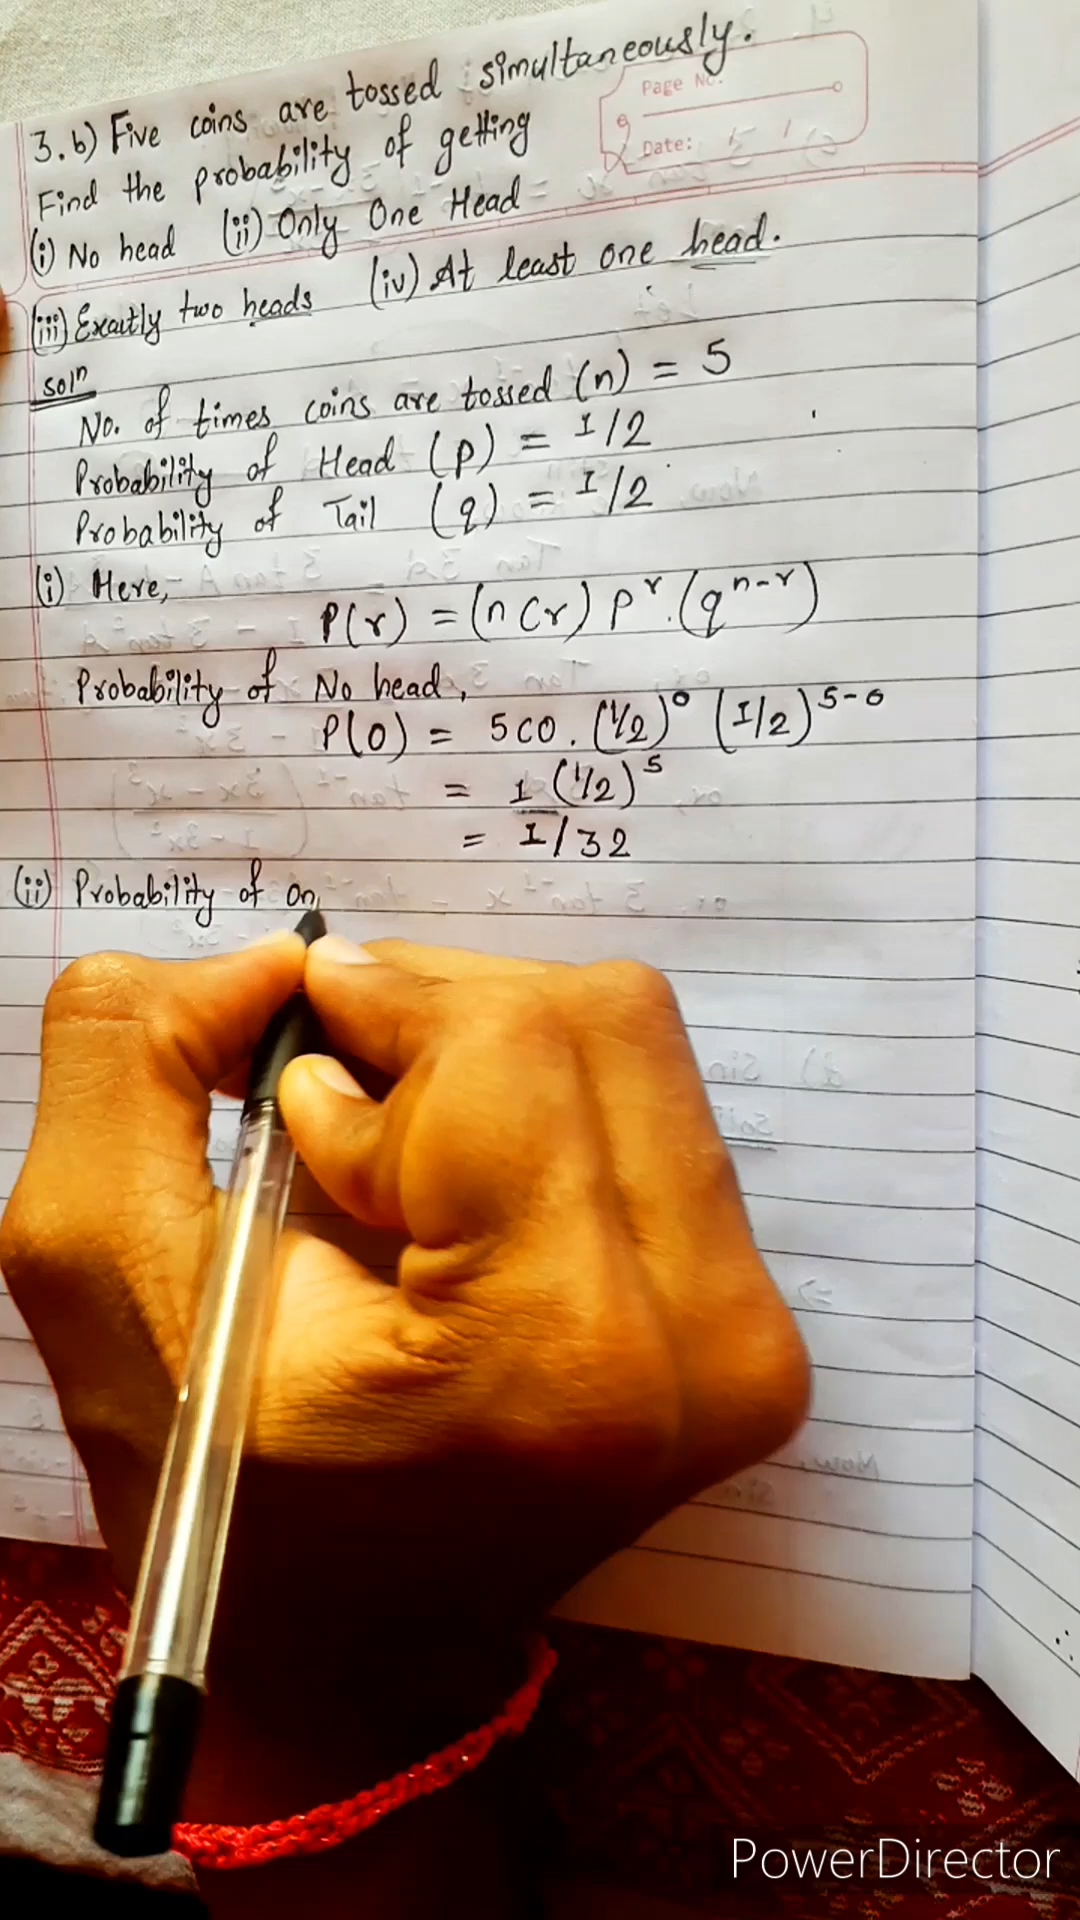 3. b) Five coins are tossed simultaneously.
Find the probability of getting
(i) No head (ii) Only One Head
(iii) Exactly two heads (iv) At least one head.
Page No.
Date:
Soln
No. of times coins are tossed (n) = 5
Probability of Head (p) = 1/2
Probability of Tail (q) = 1/2
(i) Here,
P(r) = (n Cr) p^r . (q^n-r)
Probability of No head,
P(0) = 5C0 . (1/2)^0 (1/2)^5-0
= 1 (1/2)^5
= 1/32
(ii) Probability of on
PowerDirector